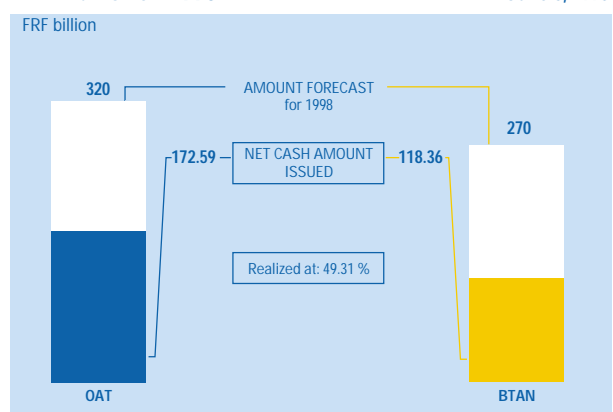 FRF billion
320
AMOUNT FORECAST
for 1998
270
172.59
NET CASH AMOUNT
ISSUED
118.36
Realized at: 49.31 %
OAT
BTAN